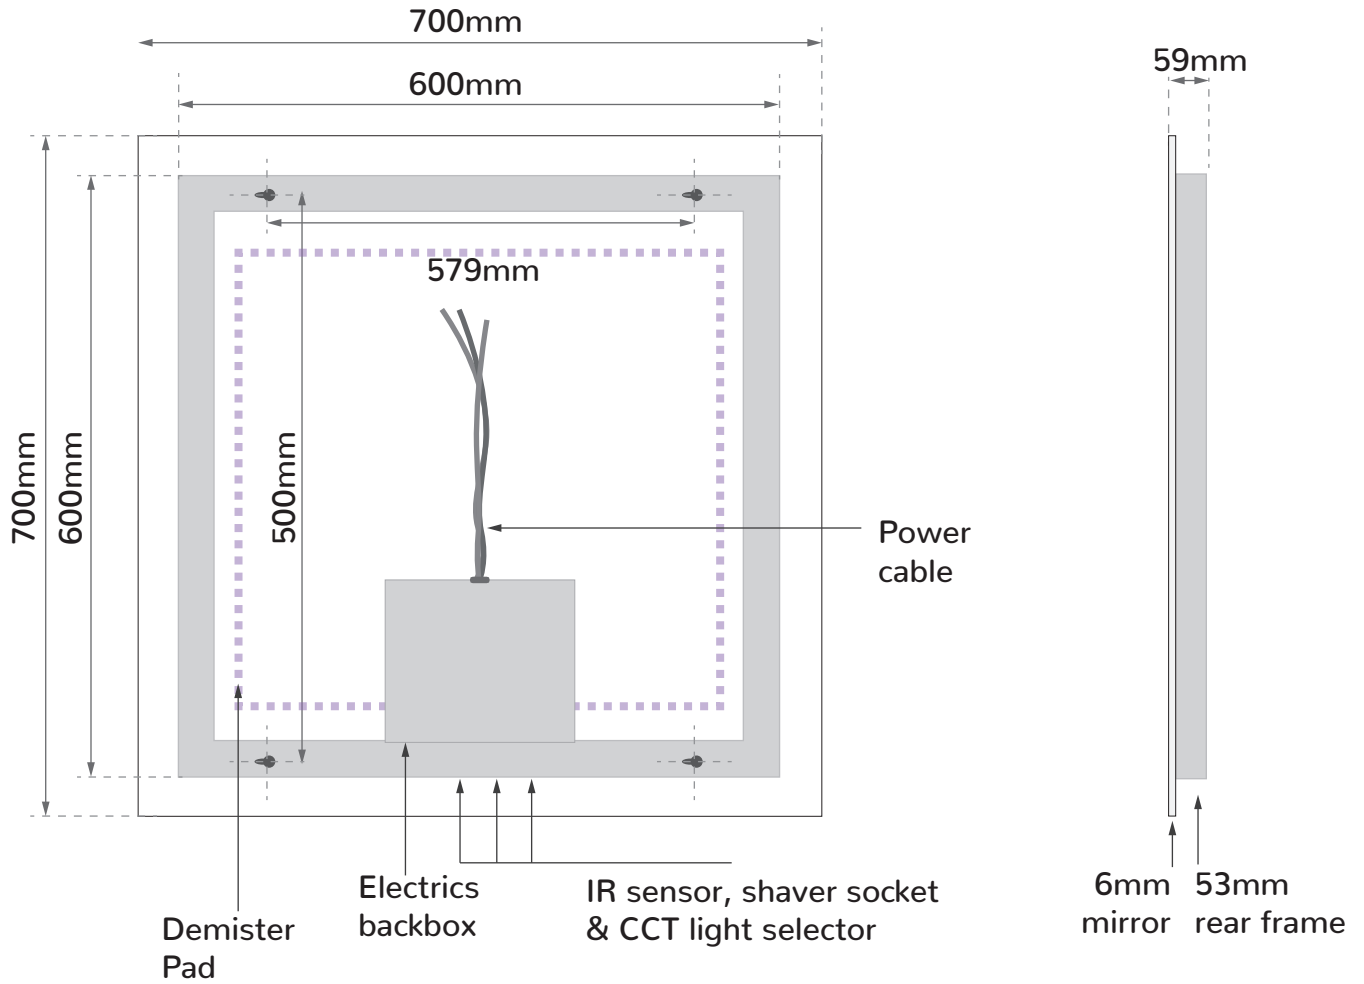 700mm
600mm
59mm
579mm
700mm
600mm
500mm
Power
cable
Electrics
backbox
IR sensor, shaver socket
& CCT light selector
Demister
Pad
6mm
mirror
53mm
rear frame